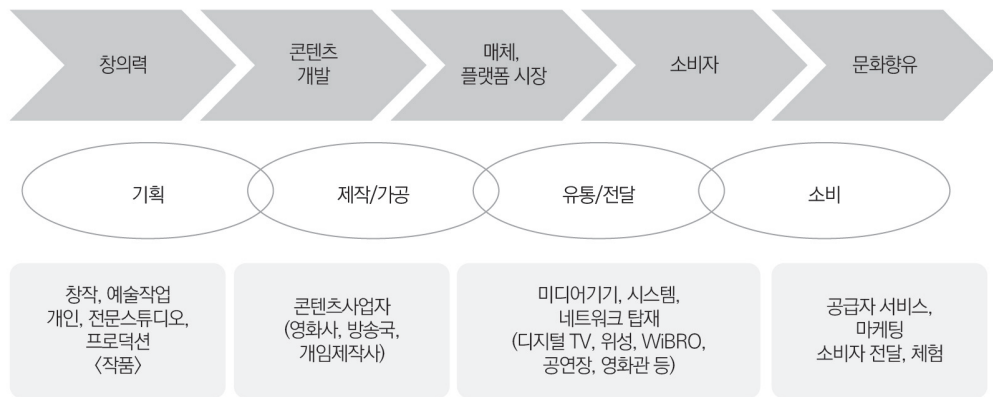 창의력
콘텐츠
개발
매체,
플랫폼 시장
소비자
문화향유
기획
제작/가공
유통/전달
소비
창작, 예술작업
개인, 전문스튜디오,
프로덕션
〈작품〉
콘텐츠사업자
(영화사, 방송국,
개임제작사)
미디어기기, 시스템,
네트워크 탑재
(디지털 TV, 위성, WiBRO,
공연장, 영화관 등)
공급자 서비스,
마케팅
소비자 전달, 체험